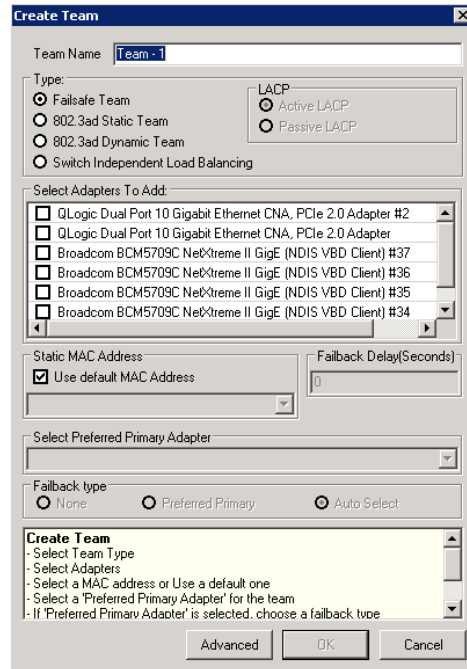 Create Team
Team Name Team - 1
Type:
Failsafe Team
802.3ad Static Team
802.3ad Dynamic Team
Switch Independent Load Balancing
LACP
Active LACP
Passive LACP
Select Adapters To Add:
QLogic Dual Port 10 Gigabit Ethernet CNA, PCIe 2.0 Adapter #2
QLogic Dual Port 10 Gigabit Ethernet CNA, PCIe 2.0 Adapter
Broadcom BCM5709C NetXtreme II GigE (NDIS VBD Client) #37
Broadcom BCM5709C NetXtreme II GigE (NDIS VBD Client) #36
Broadcom BCM5709C NetXtreme II GigE (NDIS VBD Client) #35
Broadcom BCM5709C NetXtreme II GigE (NDIS VBD Client) #34
Static MAC Address
Use default MAC Address
Failback Delay(Seconds)
0
Select Preferred Primary Adapter
Failback type
None Preferred Primary Auto Select
Create Team
- Select Team Type
- Select Adapters
- Select a MAC address or Use a default one
- Select a 'Preferred Primary Adapter' for the team
- If 'Preferred Primary Adapter' is selected, choose a failback type
Advanced OK Cancel